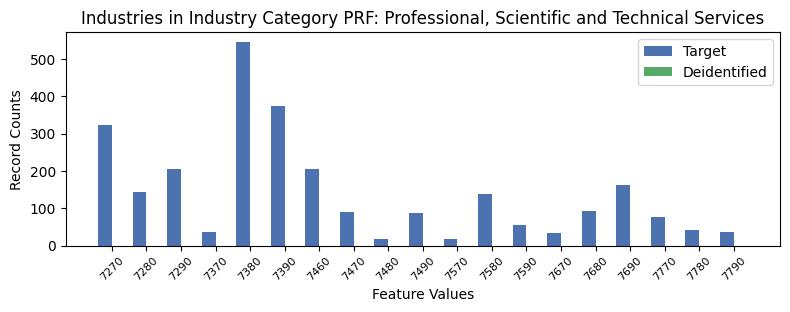 Industries in Industry Category PRF: Professional, Scientific and Technical Services
Target
Deidentified
Record Counts
500
400
300
200
100
0
7270 7280 7290 7370 7380 7390 7460 7470 7480 7490 7570 7580 7590 7670 7680 7690 7770 7780 7790
Feature Values